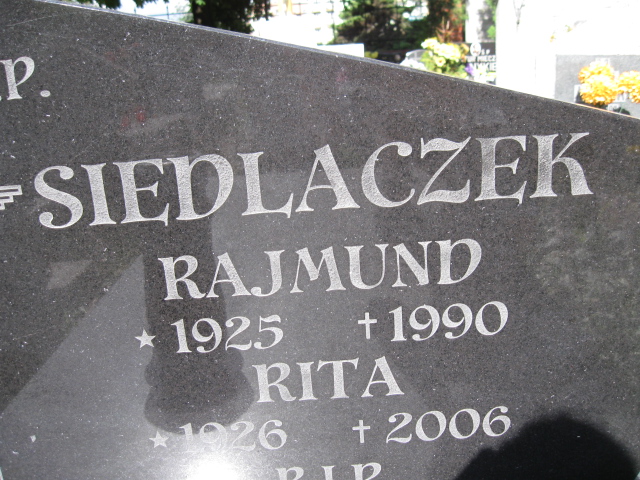 .P.
SIEDLACZEK
RAJMUND
★ 1925 ✝ 1990
RITA
★ 1926 ✝ 2006
R.I.P.